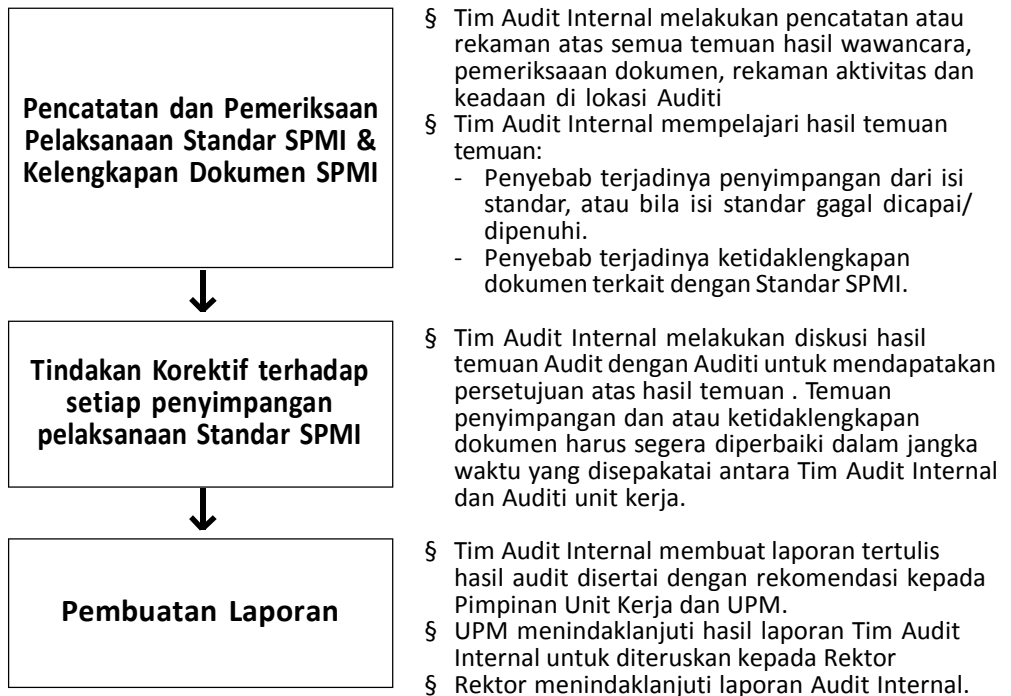 Pencatatan dan Pemeriksaan
Pelaksanaan Standar SPMI &
Kelengkapan Dokumen SPMI
§ Tim Audit Internal melakukan pencatatan atau
rekaman atas semua temuan hasil wawancara,
pemeriksaaan dokumen, rekaman aktivitas dan
keadaan di lokasi Auditi
§ Tim Audit Internal mempelajari hasil temuan
temuan:
- Penyebab terjadinya penyimpangan dari isi
standar, atau bila isi standar gagal dicapai/
dipenuhi.
- Penyebab terjadinya ketidaklengkapan
dokumen terkait dengan Standar SPMI.
Tindakan Korektif terhadap
setiap penyimpangan
pelaksanaan Standar SPMI
§ Tim Audit Internal melakukan diskusi hasil
temuan Audit dengan Auditi untuk mendapatakan
persetujuan atas hasil temuan . Temuan
penyimpangan dan atau ketidaklengkapan
dokumen harus segera diperbaiki dalam jangka
waktu yang disepakatai antara Tim Audit Internal
dan Auditi unit kerja.
Pembuatan Laporan
§ Tim Audit Internal membuat laporan tertulis
hasil audit disertai dengan rekomendasi kepada
Pimpinan Unit Kerja dan UPM.
§ UPM menindaklanjuti hasil laporan Tim Audit
Internal untuk diteruskan kepada Rektor
§ Rektor menindaklanjuti laporan Audit Internal.